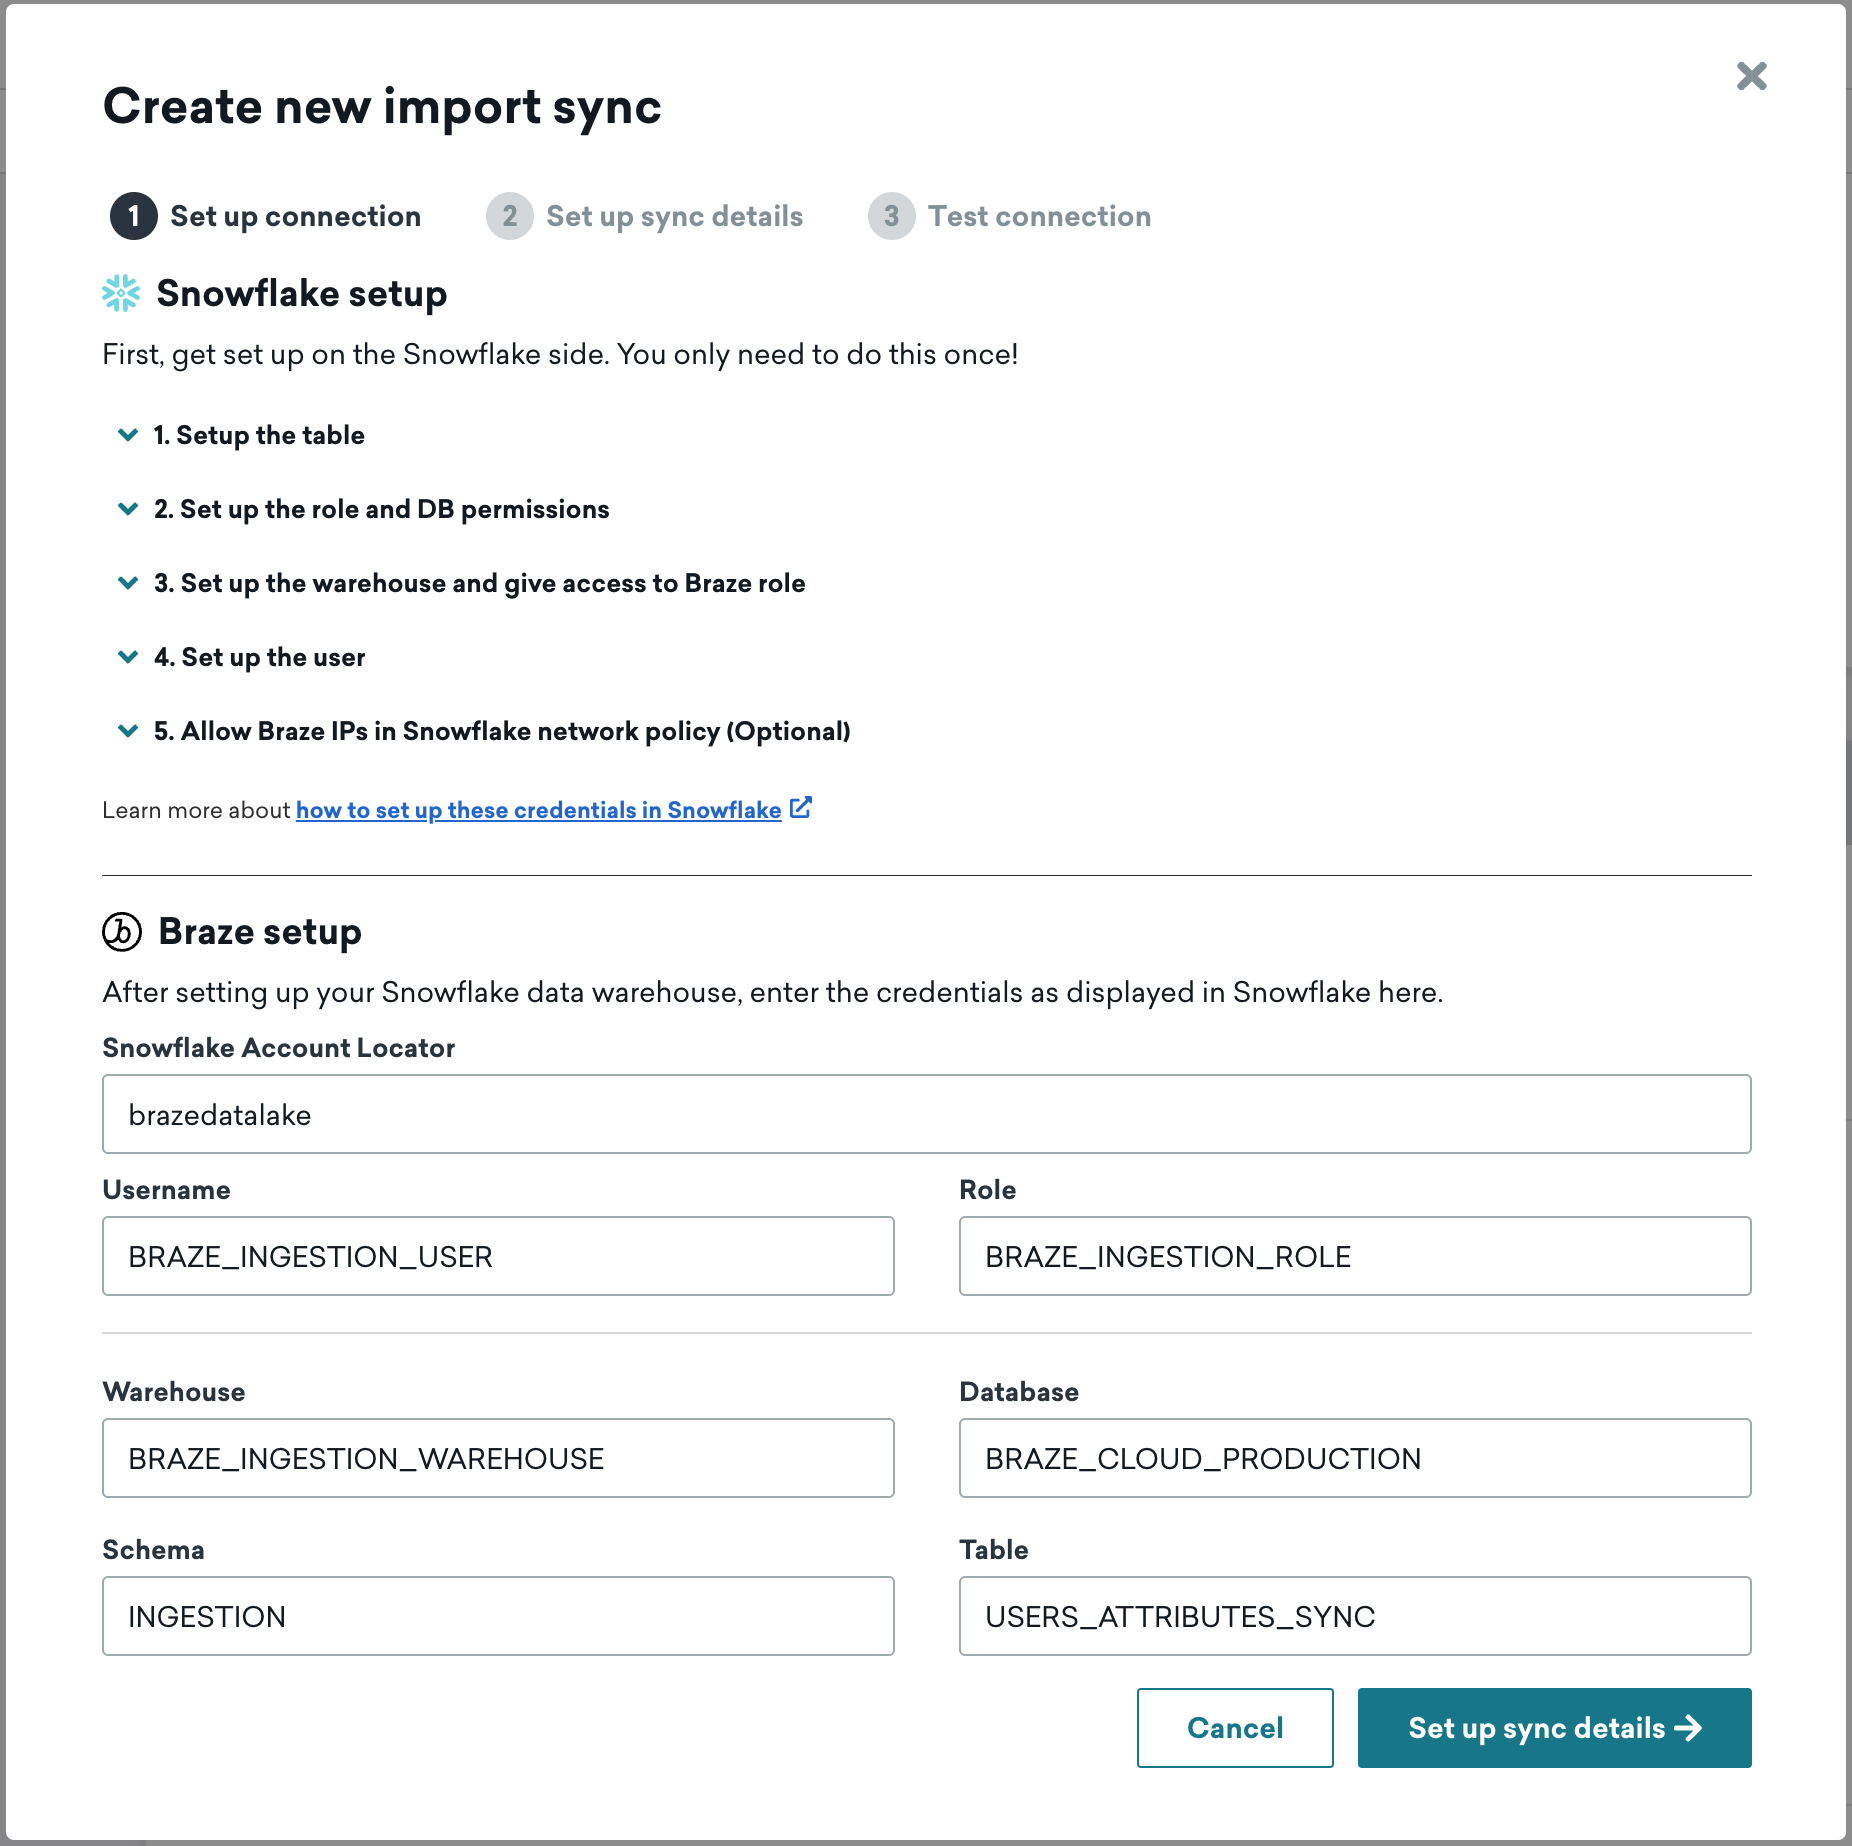 Create new import sync
1 Set up connection 2 Set up sync details 3 Test connection
Snowflake setup
First, get set up on the Snowflake side. You only need to do this once!
1. Setup the table
2. Set up the role and DB permissions
3. Set up the warehouse and give access to Braze role
4. Set up the user
5. Allow Braze IPs in Snowflake network policy (Optional)
Learn more about how to set up these credentials in Snowflake
Braze setup
After setting up your Snowflake data warehouse, enter the credentials as displayed in Snowflake here.
Snowflake Account Locator
brazedatalake
Username Role
BRAZE_INGESTION_USER BRAZE_INGESTION_ROLE
Warehouse Database
BRAZE_INGESTION_WAREHOUSE BRAZE_CLOUD_PRODUCTION
Schema Table
INGESTION USERS_ATTRIBUTES_SYNC
Cancel Set up sync details